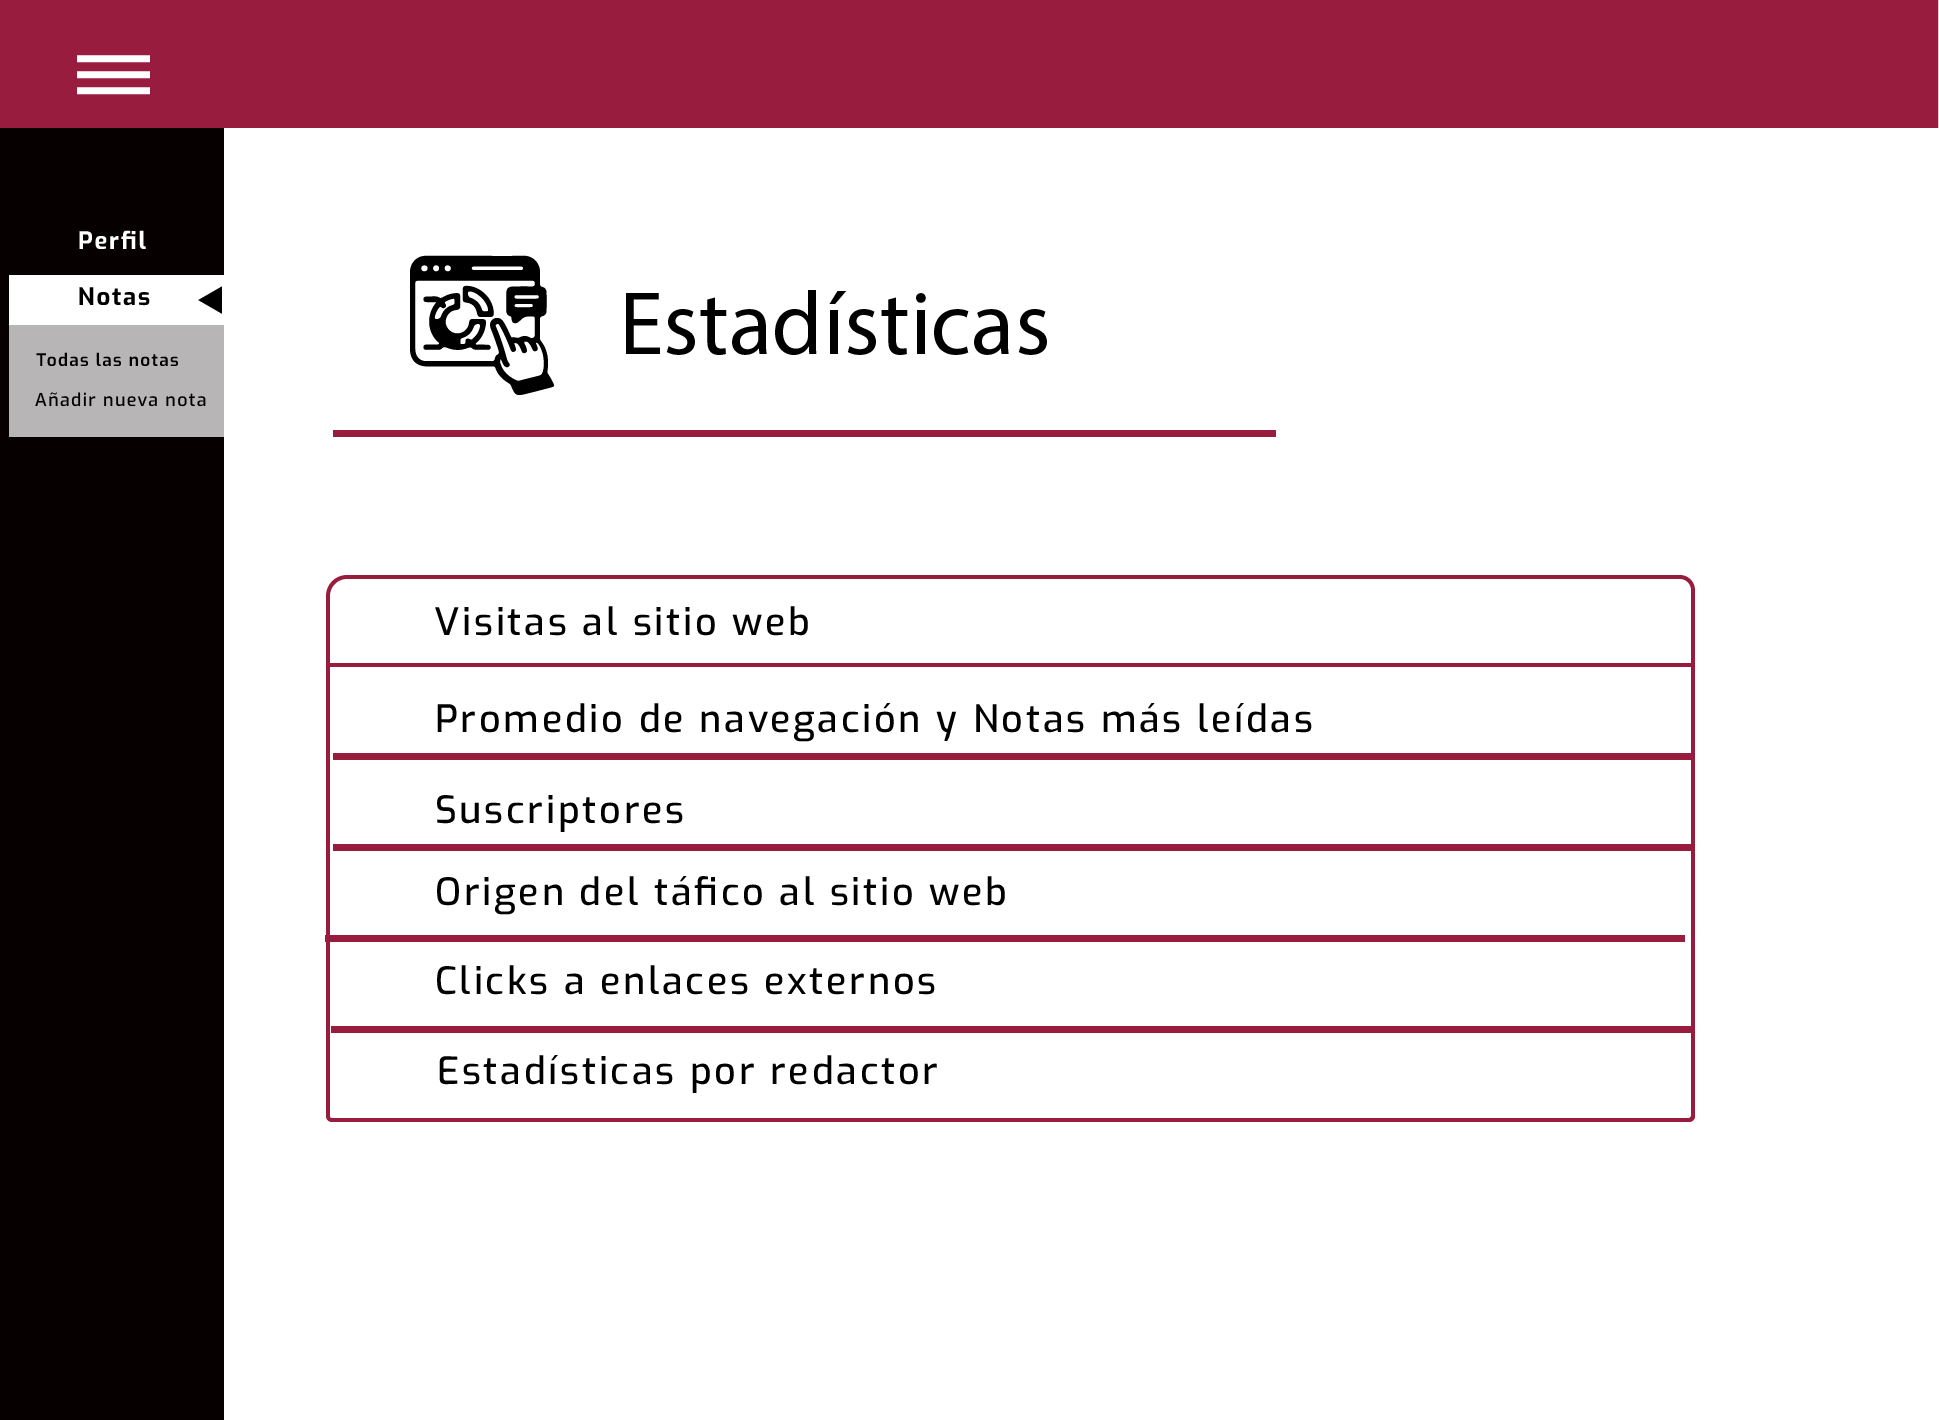 Perfil
Notas
Todas las notas
Añadir nueva nota
Estadísticas
Visitas al sitio web
Promedio de navegación y Notas más leídas
Suscriptores
Origen del táfico al sitio web
Clicks a enlaces externos
Estadísticas por redactor